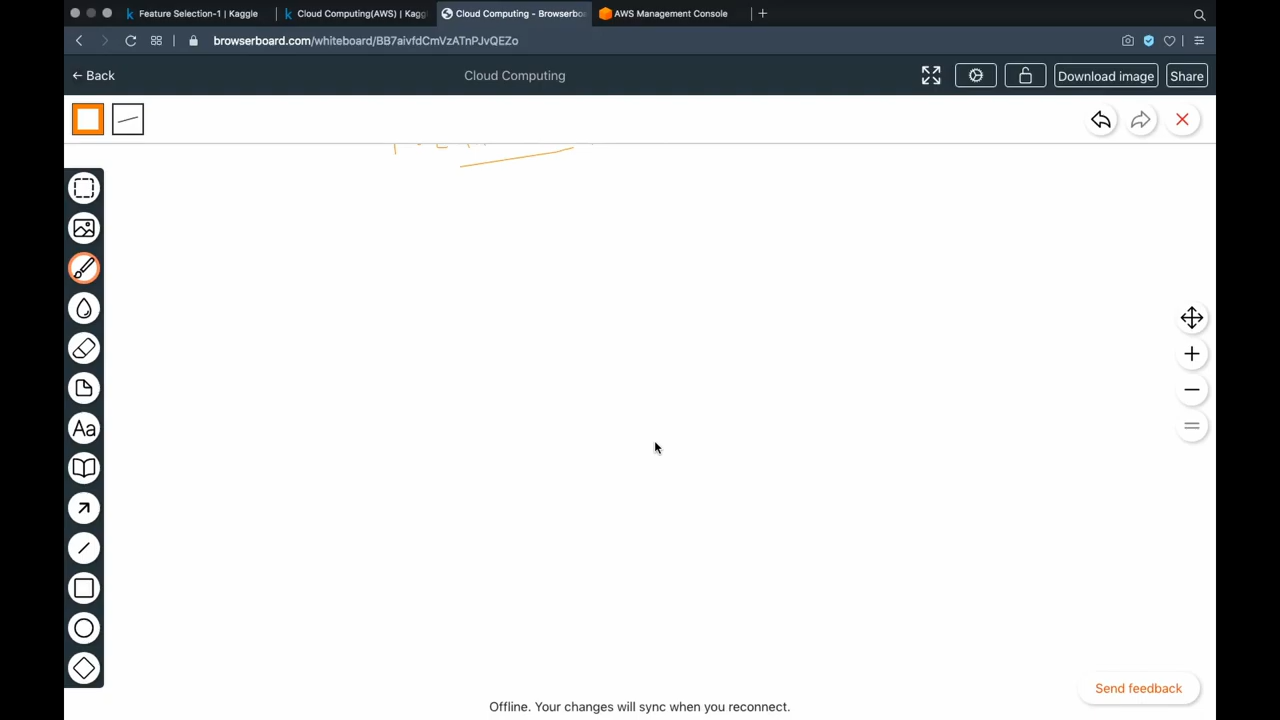 Feature Selection-1 | Kaggle
Cloud Computing(AWS) | Kagg
Cloud Computing - Browserboa
AWS Management Console
browserboard.com/whiteboard/BB7aivfdCmVzATnPJvQEZo
← Back
Cloud Computing
Download image
Share
Aa
Send feedback
Offline. Your changes will sync when you reconnect.